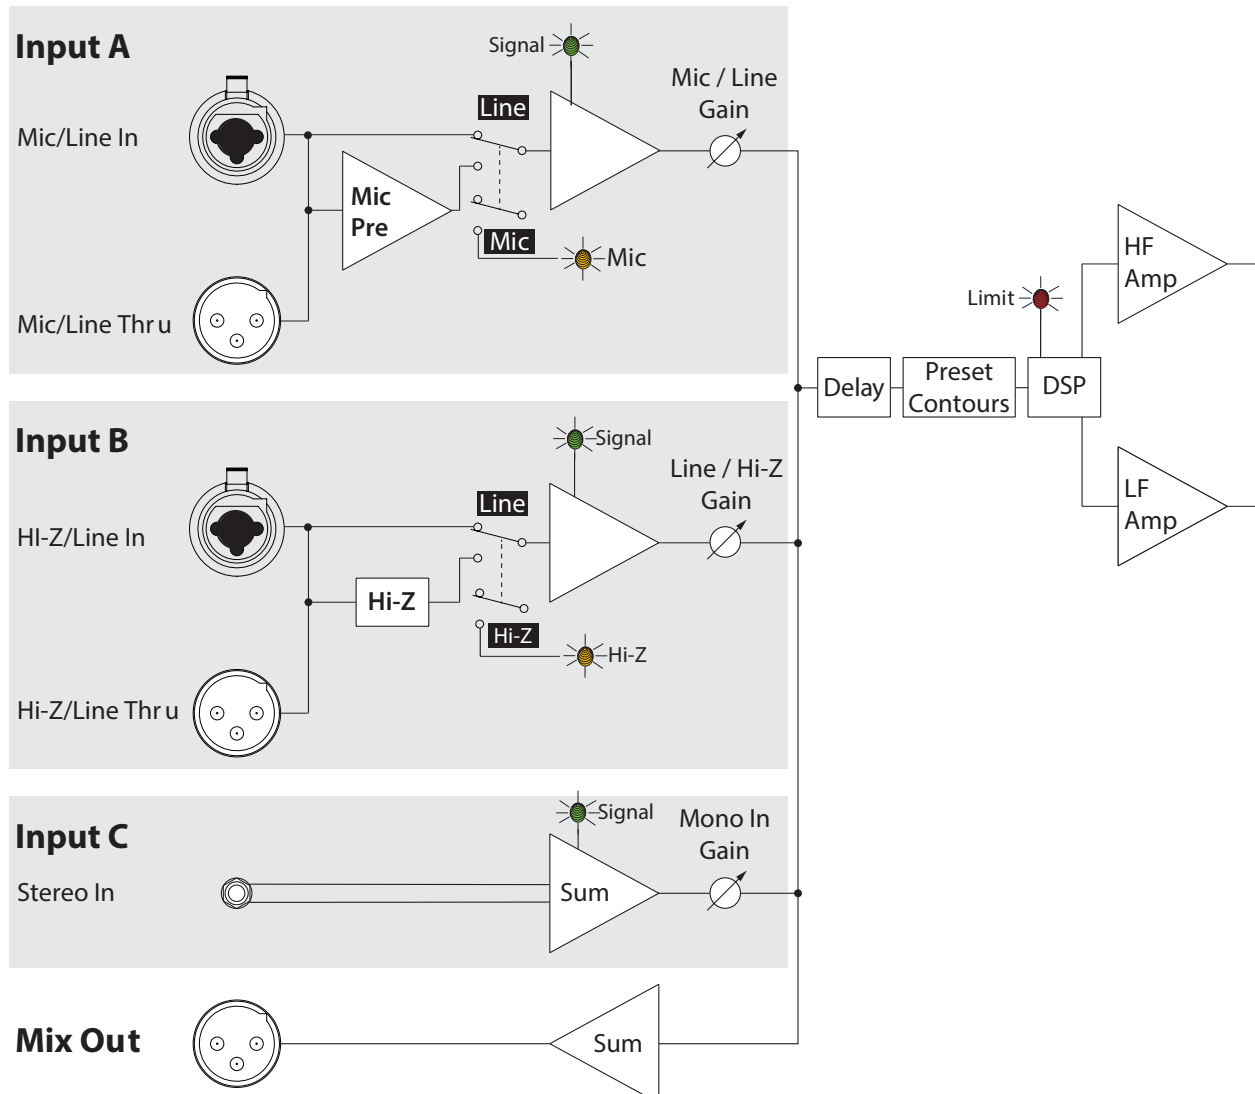 Input A
Signal
Mic / Line
Gain
Line
Mic/Line In
Mic
Pre
Mic
Mic
Mic/Line Thru
HF
Amp
Limit
Delay
Preset
Contours
DSP
Input B
Signal
Line / Hi-Z
Gain
Line
HI-Z/Line In
LF
Amp
Hi-Z
Hi-Z
Hi-Z
Hi-Z/Line Thru
Input C
Signal
Mono In
Gain
Stereo In
Sum
Mix Out
Sum